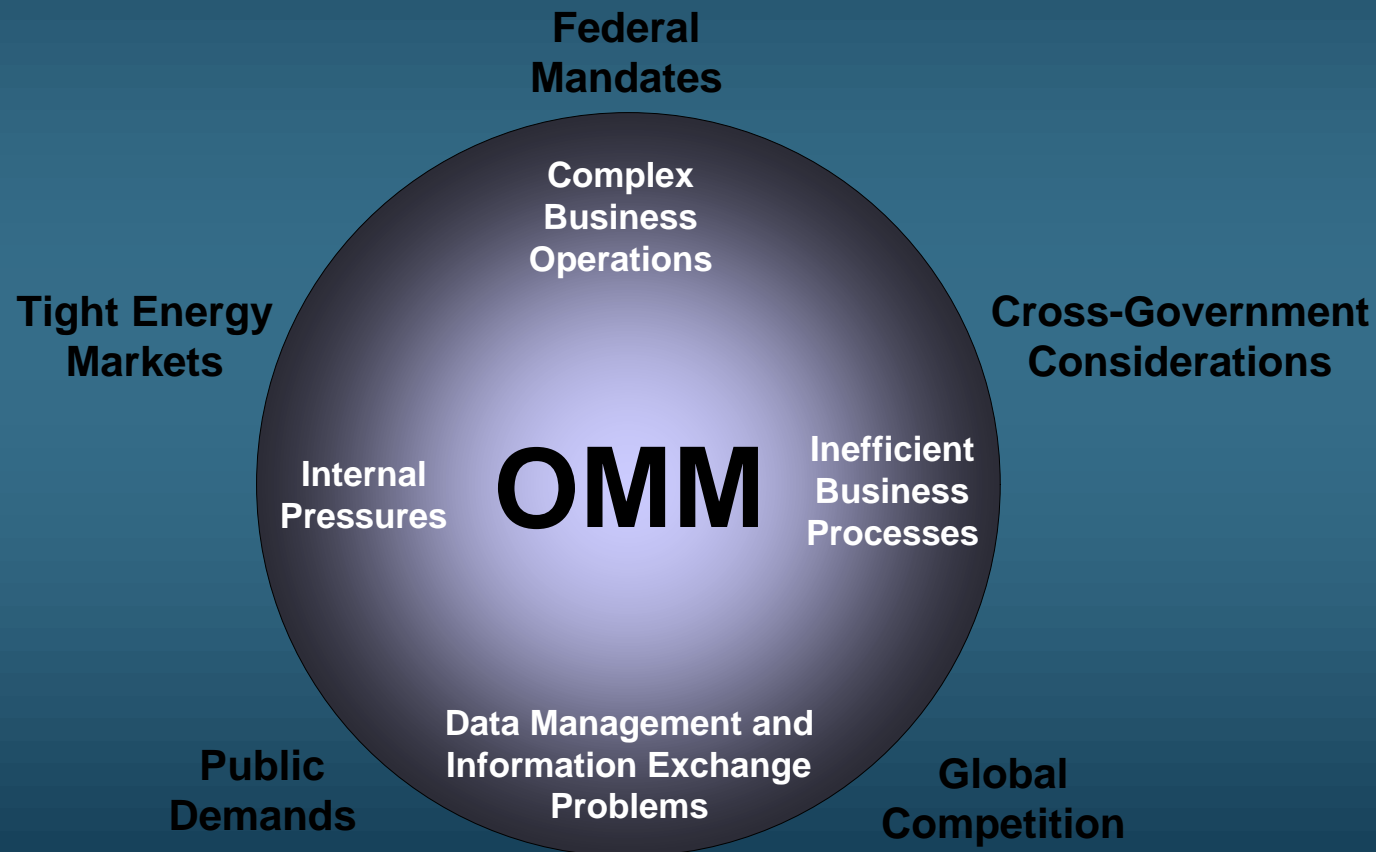 Federal
Mandates
Complex
Business
Operations
Tight Energy
Markets
Cross-Government
Considerations
Internal
Pressures
OMM
Inefficient
Business
Processes
Data Management and
Information Exchange
Problems
Public
Demands
Global
Competition